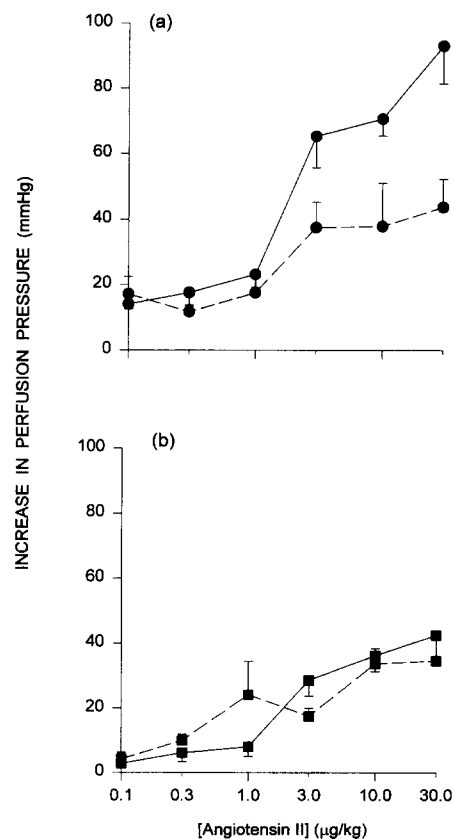 (a)
100
80
60
40
20
0
INCREASE IN PERFUSION PRESSURE (mmHg)
(b)
100
80
60
40
20
0
0.1 0.3 1.0 3.0 10.0 30.0
[Angiotensin II] (μg/kg)